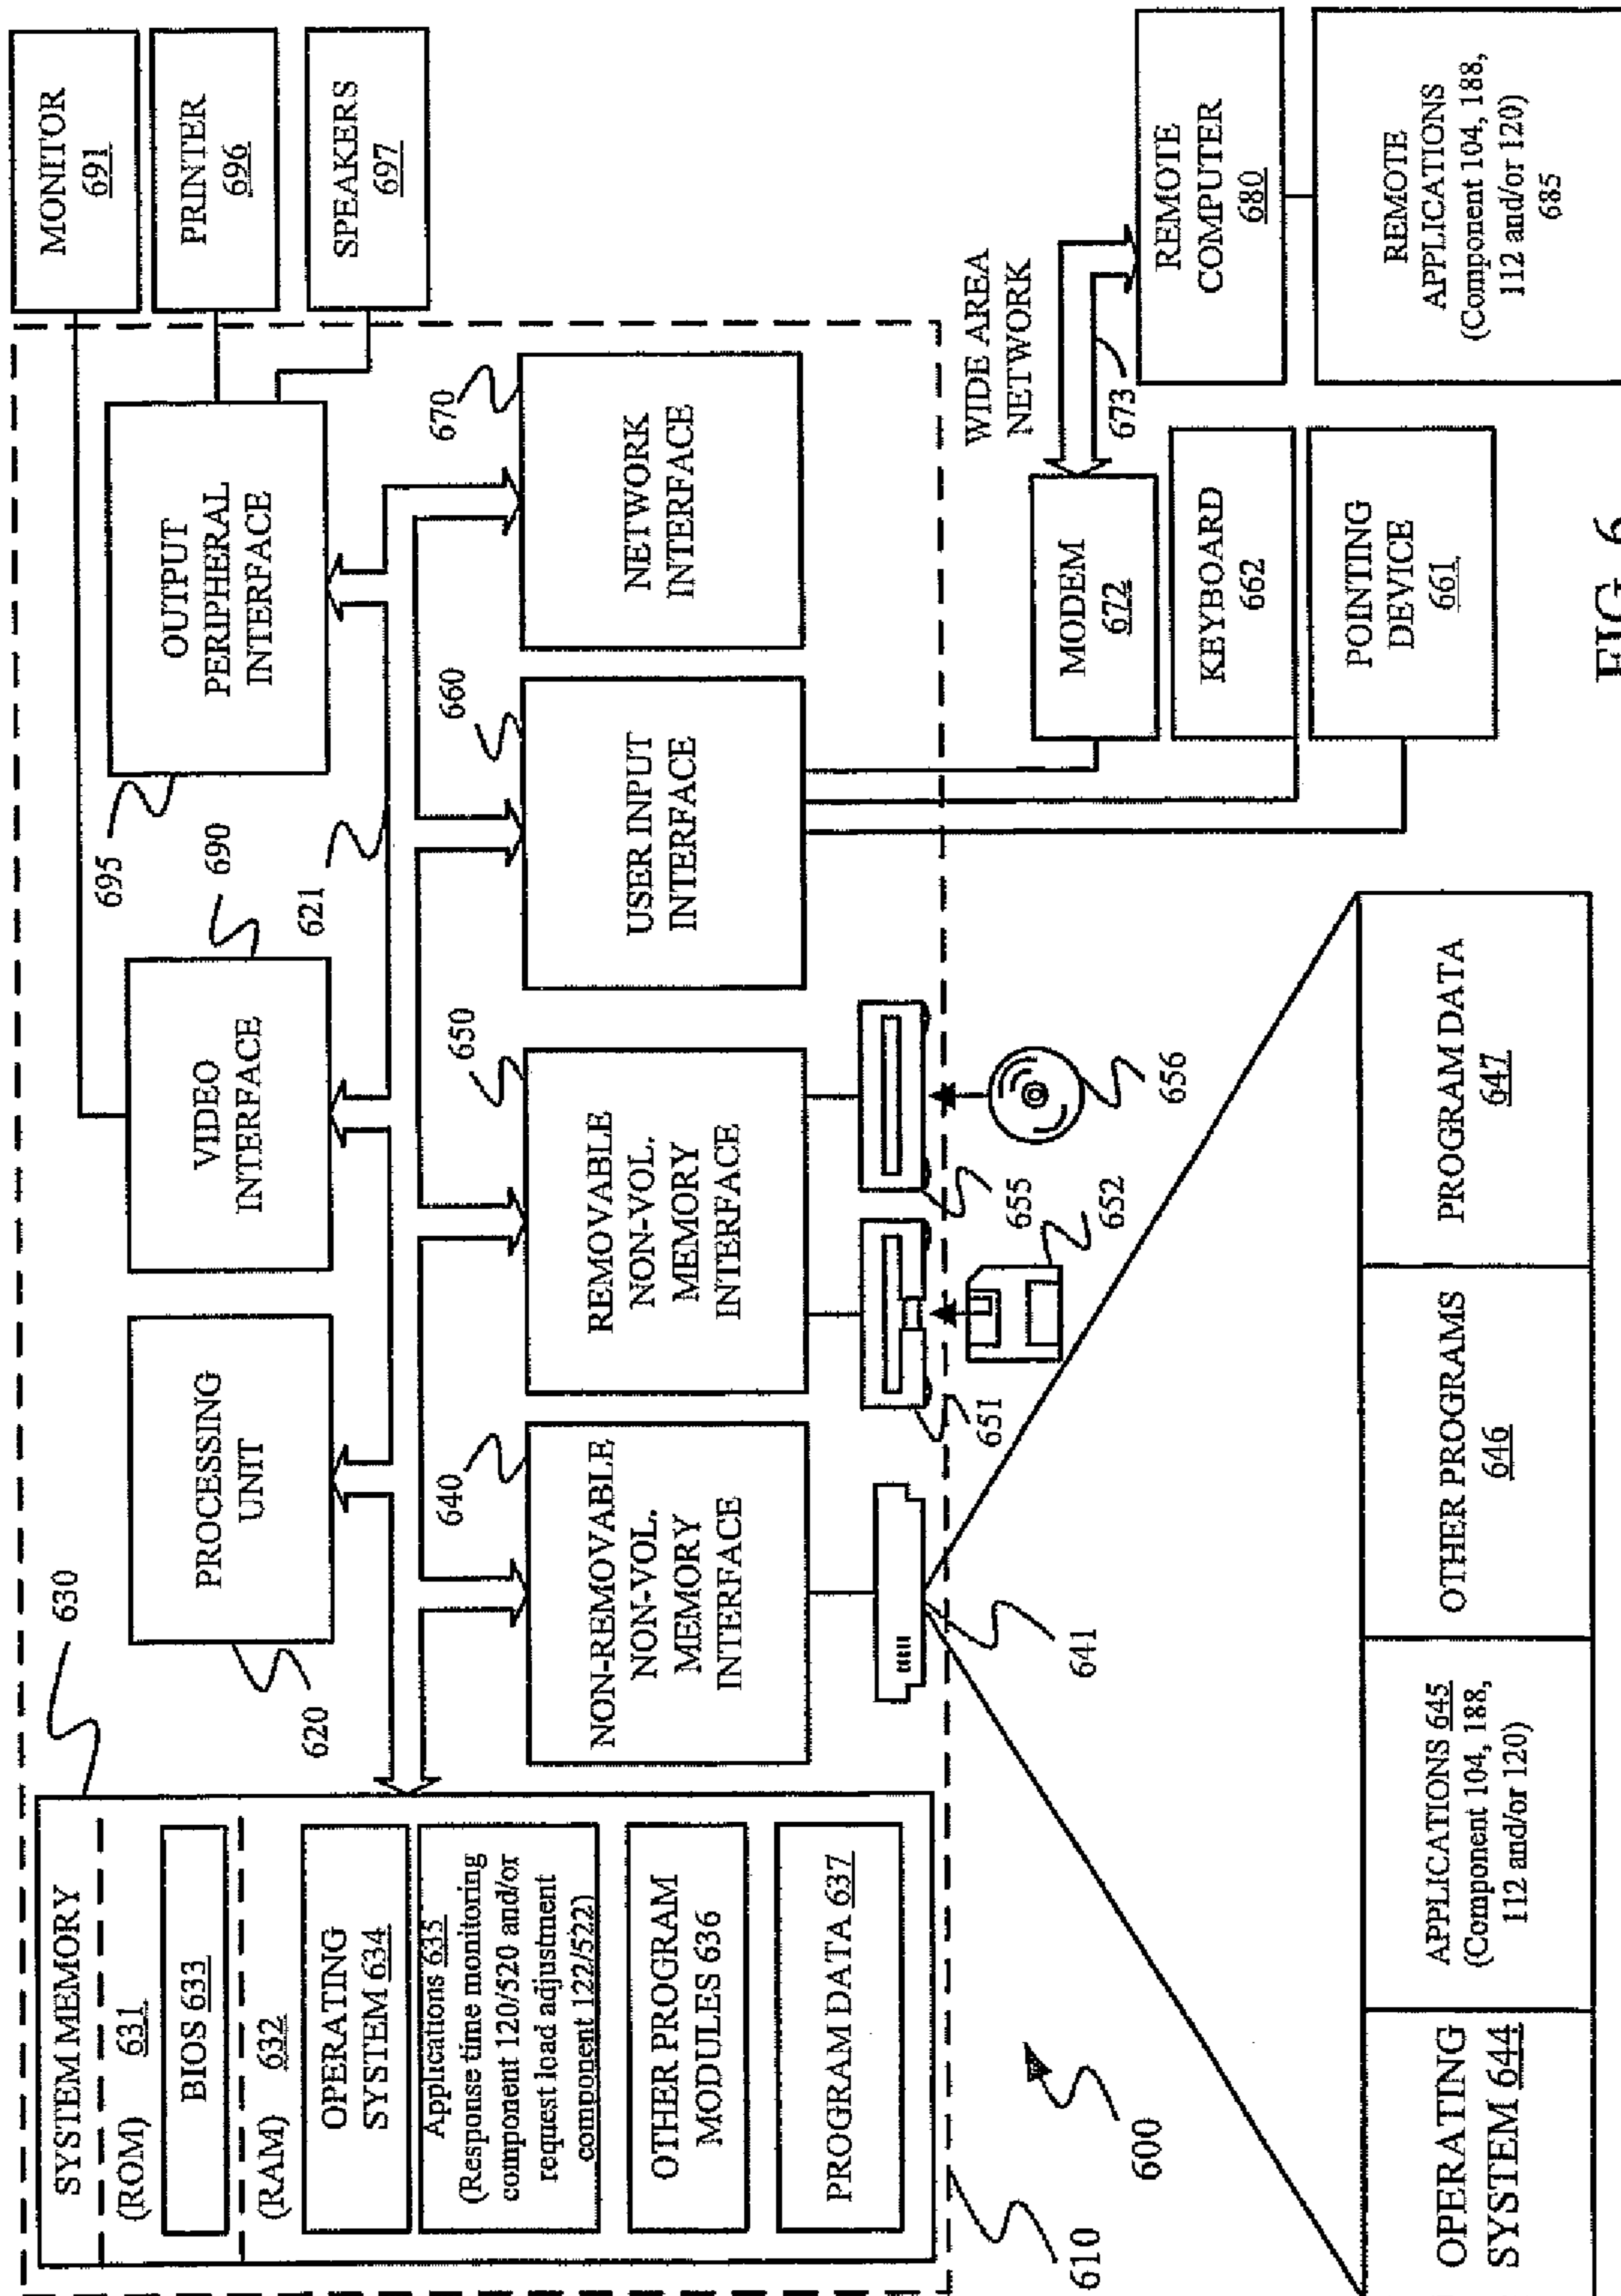 SYSTEM MEMORY
(ROM) 631
BIOS 633
(RAM) 632
OPERATING
SYSTEM 634
Applications 635
(Response time monitoring
component 120/520 and/or
request load adjustment
component 122/522)
OTHER PROGRAM
MODULES 636
PROGRAM DATA 637
610
600
630
PROCESSING
UNIT
620
VIDEO
INTERFACE
690
OUTPUT
PERIPHERAL
INTERFACE
695
621
MONITOR
691
PRINTER
696
SPEAKERS
697
640
NON-REMOVABLE
NON-VOL.
MEMORY
INTERFACE
650
REMOVABLE
NON-VOL.
MEMORY
INTERFACE
660
USER INPUT
INTERFACE
670
NETWORK
INTERFACE
641
651
652
655
656
WIDE AREA
NETWORK
673
MODEM
672
KEYBOARD
662
POINTING
DEVICE
661
REMOTE
COMPUTER
680
REMOTE
APPLICATIONS
(Component 104, 188,
112 and/or 120)
685
OPERATING
SYSTEM 644
APPLICATIONS 645
(Component 104, 188,
112 and/or 120)
OTHER PROGRAMS
646
PROGRAM DATA
647
FIG. 6